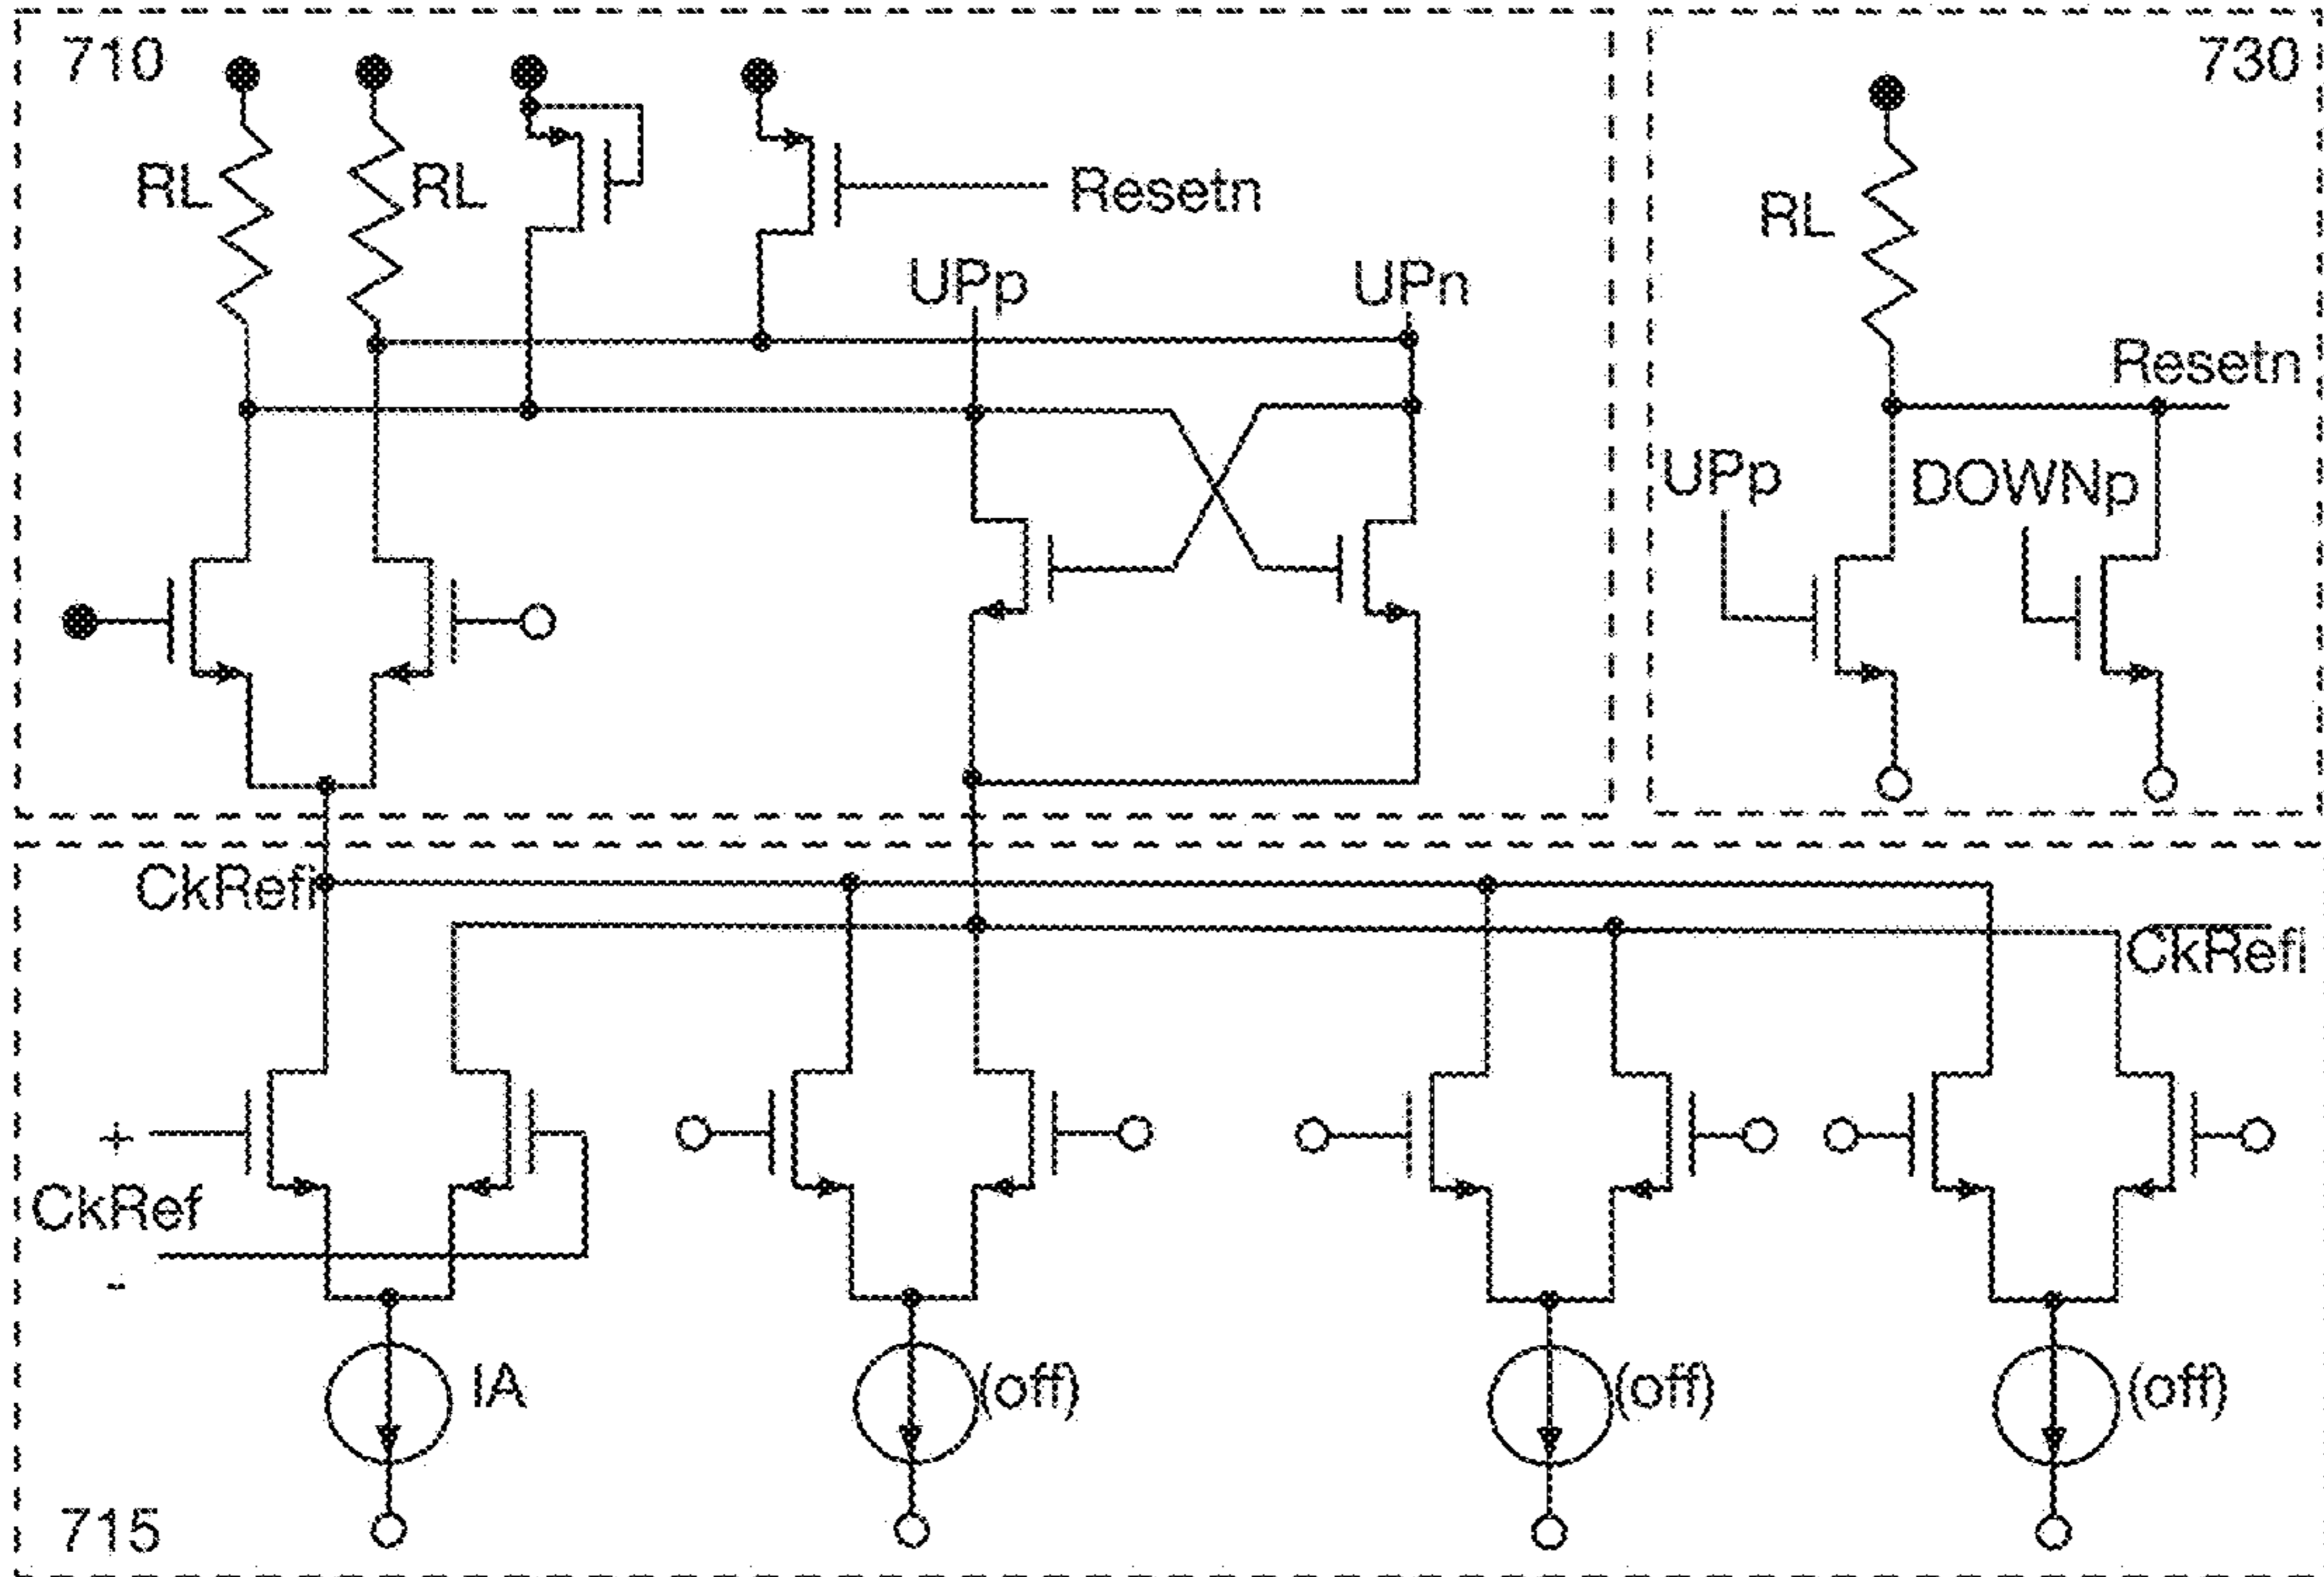 710
730
RL
RL
Resetn
RL
UPp
UPn
Resetn
UPp
DOWNp
CkRefi
CkRefi
+
CkRef
-
IA
(off)
(off)
(off)
715